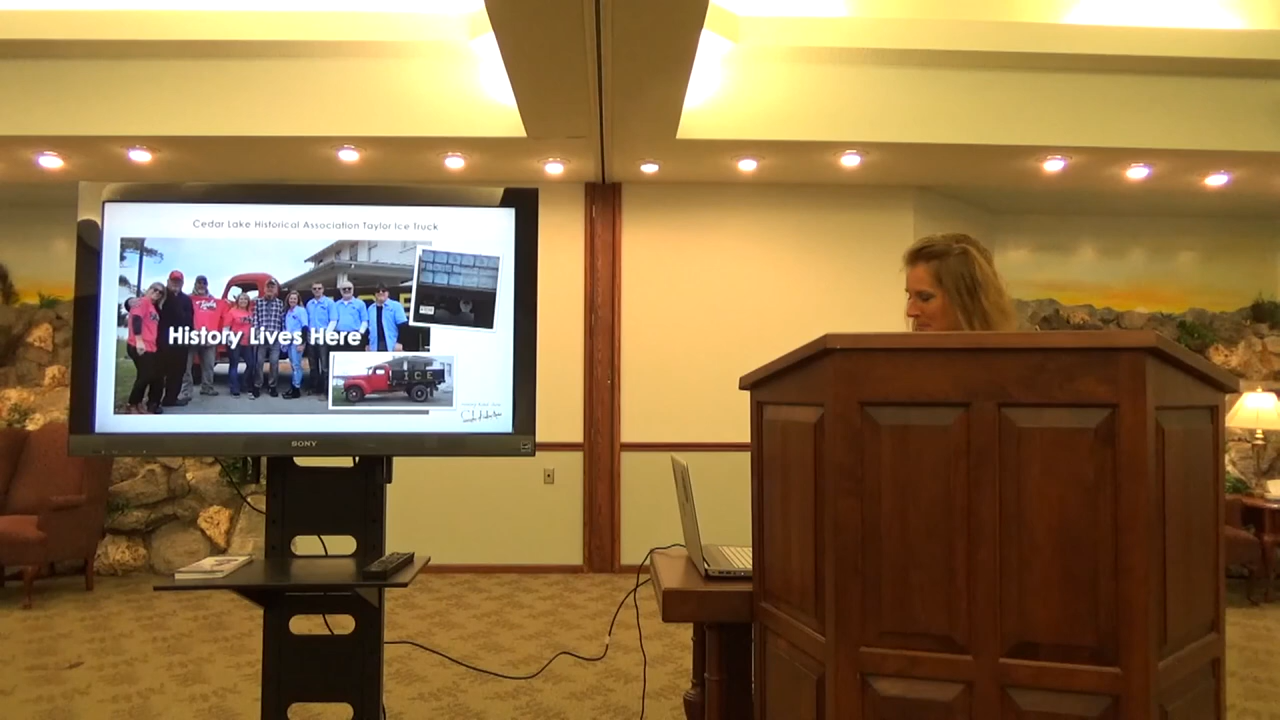 Cedar Lake Historical Association Taylor Ice Truck
History Lives Here
ICE
SONY